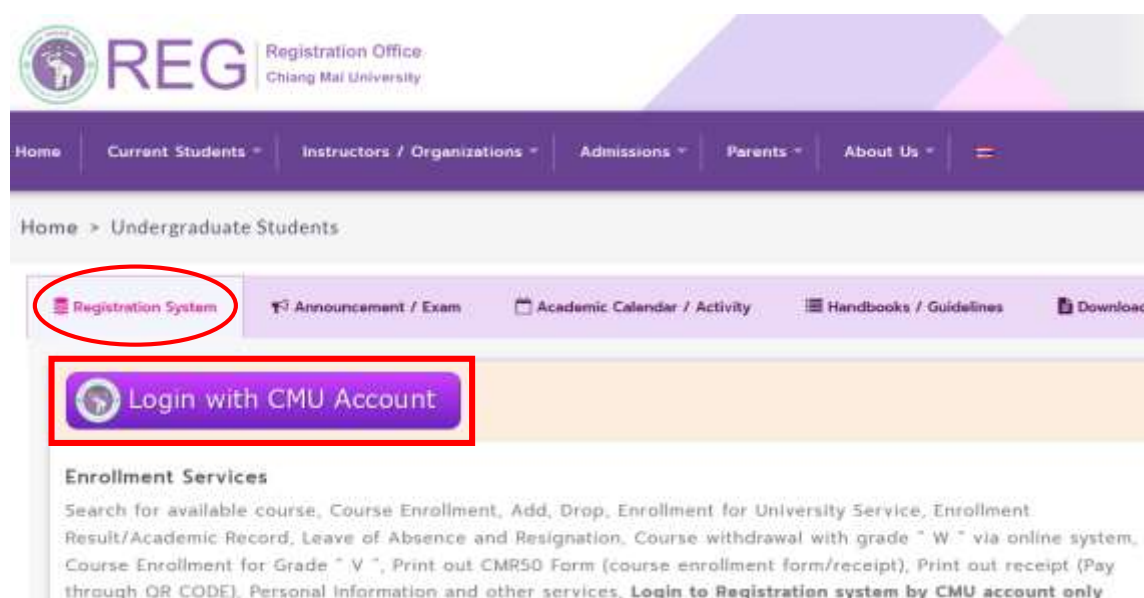 REG
Registration Office
Chiang Mai University
Home Current Students Instructors / Organizations Admissions Parents About Us
Home > Undergraduate Students
Registration System Announcement / Exam Academic Calendar / Activity Handbooks / Guidelines Download
Login with CMU Account
Enrollment Services
Search for available course, Course Enrollment, Add, Drop, Enrollment for University Service, Enrollment
Result/Academic Record, Leave of Absence and Resignation, Course withdrawal with grade " W " via online system,
Course Enrollment for Grade " V ", Print out CMR50 Form (course enrollment form/receipt), Print out receipt (Pay
through QR CODE), Personal Information and other services, Login to Registration system by CMU account only